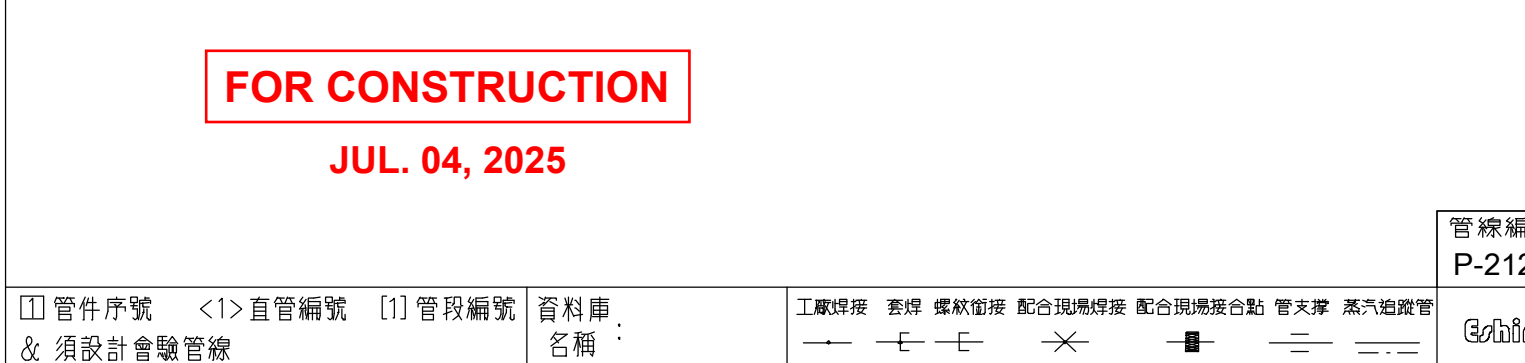 FOR CONSTRUCTION
JUL. 04, 2025
管線編
P-212
1 管件序號 <1>直管編號 [1]管段編號
& 須設計會驗管線
資料庫
名稱 :
工廠焊接 套焊 螺紋銜接 配合現場焊接 配合現場接合點 管支撐 蒸汽追蹤管